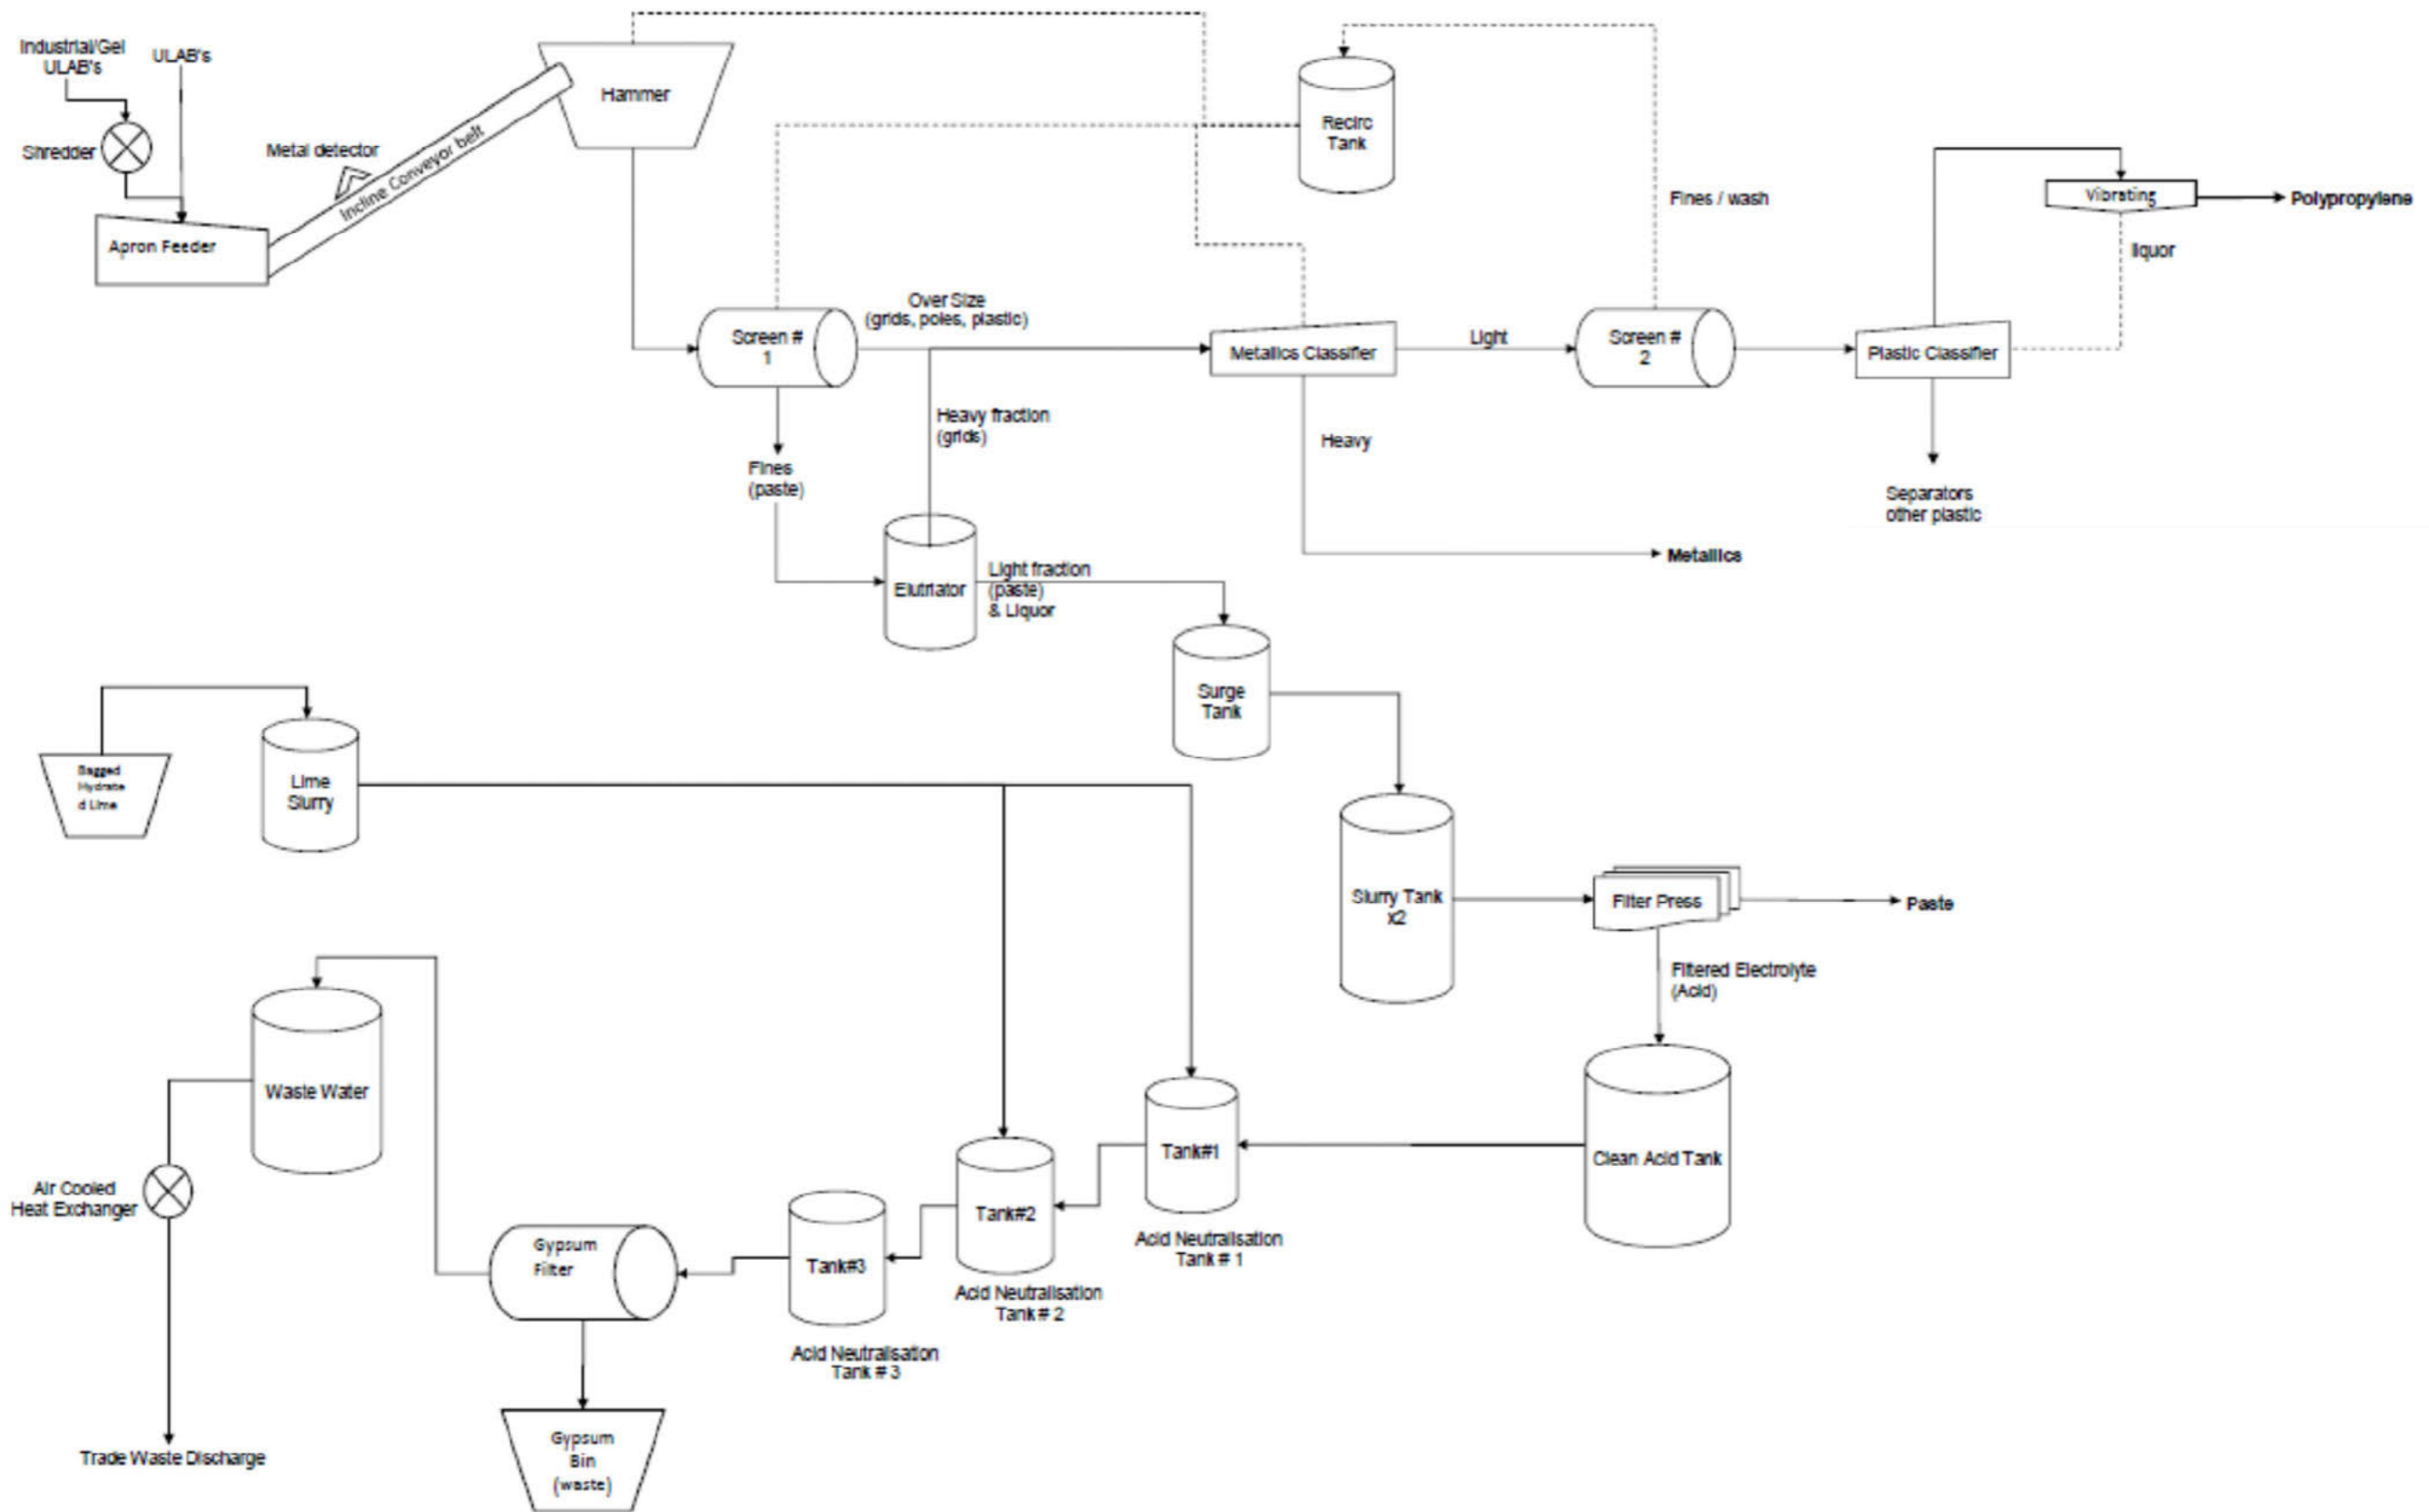 Industrial/Gel
ULAB's
ULAB's
Shredder
Metal detector
Incline Conveyor belt
Apron Feeder
Hammer
Recirc
Tank
Fines / wash
Vibrating
Polypropylene
liquor
Screen #
1
Over Size
(grids, poles, plastic)
Metallics Classifier
Light
Screen #
2
Plastic Classifier
Heavy fraction
(grids)
Heavy
Fines
(paste)
Separators
other plastic
Metallics
Elutriator
Light fraction
(paste)
& Liquor
Surge
Tank
Bagged
Hydrate
d Lime
Lime
Slurry
Slurry Tank
x2
Filter Press
Paste
Filtered Electrolyte
(Acid)
Waste Water
Clean Acid Tank
Tank#1
Acid Neutralisation
Tank # 1
Tank#2
Acid Neutralisation
Tank # 2
Tank#3
Acid Neutralisation
Tank # 3
Air Cooled
Heat Exchanger
Gypsum
Filter
Gypsum
Bin
(waste)
Trade Waste Discharge